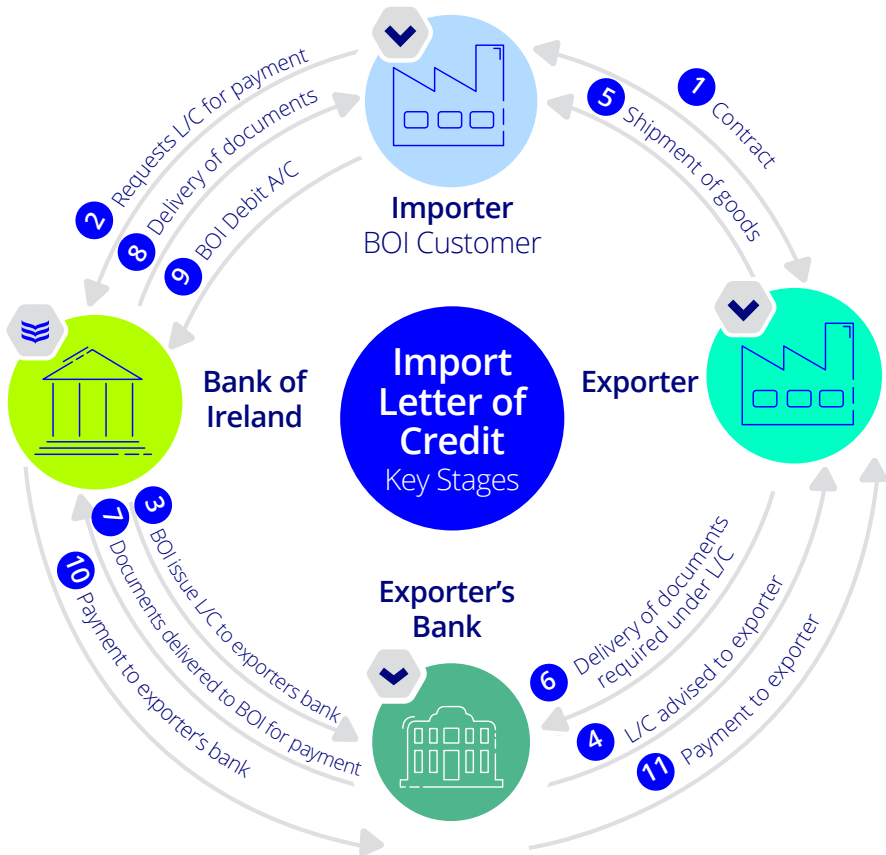 1 Contract
5 Shipment of goods
2 Requests L/C for payment
8 Delivery of documents
9 BOI Debit A/C
Importer
BOI Customer
Bank of
Ireland
Import
Letter of
Credit
Key Stages
Exporter
3 BOI issue L/C to exporters bank
7 Documents delivered to BOI for payment
10 Payment to exporter's bank
Exporter’s
Bank
6 Delivery of documents
required under L/C
4 L/C advised to exporter
11 Payment to exporter